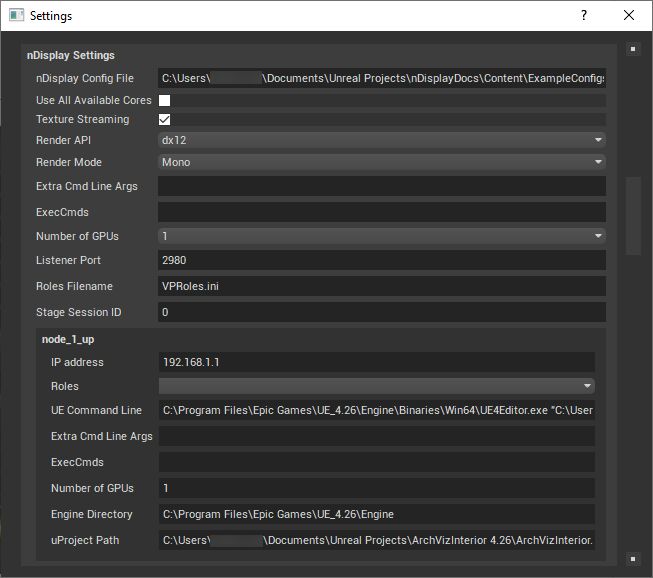 Settings
nDisplay Settings
nDisplay Config File C:\Users\ \Documents\Unreal Projects\nDisplayDocs\Content\ExampleConfigs
Use All Available Cores
Texture Streaming
Render API dx12
Render Mode Mono
Extra Cmd Line Args
ExecCmds
Number of GPUs 1
Listener Port 2980
Roles Filename VPRoles.ini
Stage Session ID 0
node_1_up
IP address 192.168.1.1
Roles
UE Command Line C:\Program Files\Epic Games\UE_4.26\Engine\Binaries\Win64\UE4Editor.exe "C:\User
Extra Cmd Line Args
ExecCmds
Number of GPUs 1
Engine Directory C:\Program Files\Epic Games\UE_4.26\Engine
uProject Path C:\Users\ \Documents\Unreal Projects\ArchVizInterior 4.26\ArchVizInterior.